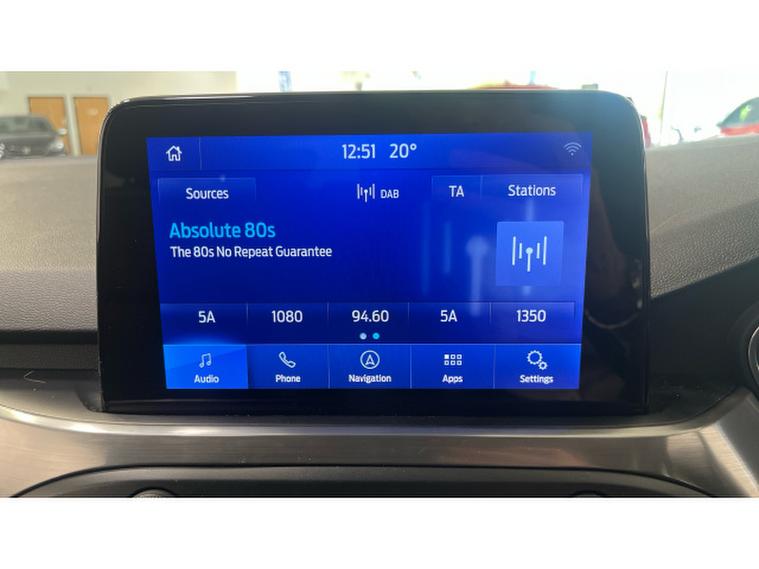 12:51 20°
Sources DAB TA Stations
Absolute 80s
The 80s No Repeat Guarantee
5A 1080 94.60 5A 1350
Audio Phone Navigation Apps Settings